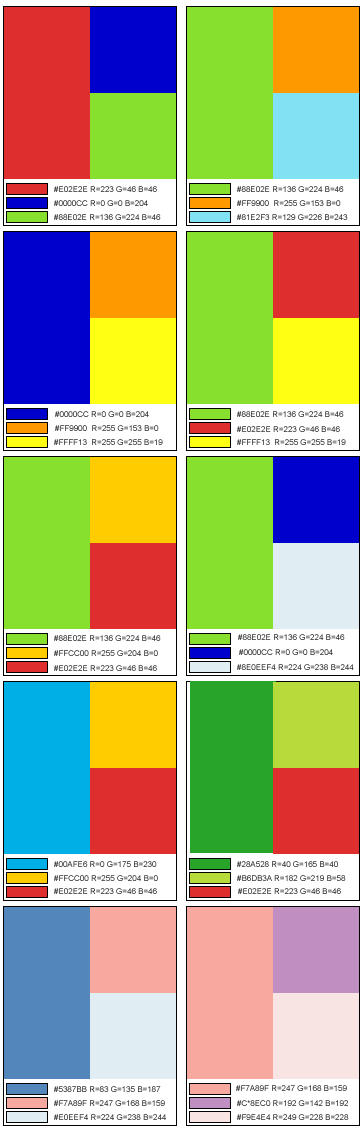 #E02E2E R=223 G=46 B=46
#0000CC R=0 G=0 B=204
#88E02E R=136 G=224 B=46
#88E02E R=136 G=224 B=46
#FF9900 R=255 G=153 B=0
#81E2F3 R=129 G=226 B=243
#0000CC R=0 G=0 B=204
#FF9900 R=255 G=153 B=0
#FFFF13 R=255 G=255 B=19
#88E02E R=136 G=224 B=46
#E02E2E R=223 G=46 B=46
#FFFF13 R=255 G=255 B=19
#88E02E R=136 G=224 B=46
#FFCC00 R=255 G=204 B=0
#E02E2E R=223 G=46 B=46
#88E02E R=136 G=224 B=46
#0000CC R=0 G=0 B=204
#8E0EEF4 R=224 G=238 B=244
#00AFE6 R=0 G=175 B=230
#FFCC00 R=255 G=204 B=0
#E02E2E R=223 G=46 B=46
#28A528 R=40 G=165 B=40
#B6DB3A R=182 G=219 B=58
#E02E2E R=223 G=46 B=46
#5387BB R=83 G=135 B=187
#F7A89F R=247 G=168 B=159
#E0EEF4 R=224 G=238 B=244
#F7A89F R=247 G=168 B=159
#C*8EC0 R=192 G=142 B=192
#F9E4E4 R=249 G=228 B=228